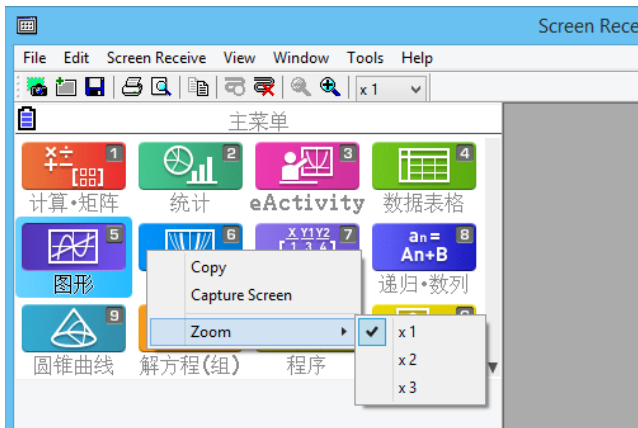 Screen Rece
File Edit Screen Receive View Window Tools Help
x 1
主菜单
×÷ 1 2 3 4
计算·矩阵 统计 eActivity 数据表格
5 6 X Y1Y2 7 an= 8
An+B
图形 递归·数列
Copy
Capture Screen
Zoom
x 1
x 2
x 3
9
圆锥曲线 解方程(组) 程序